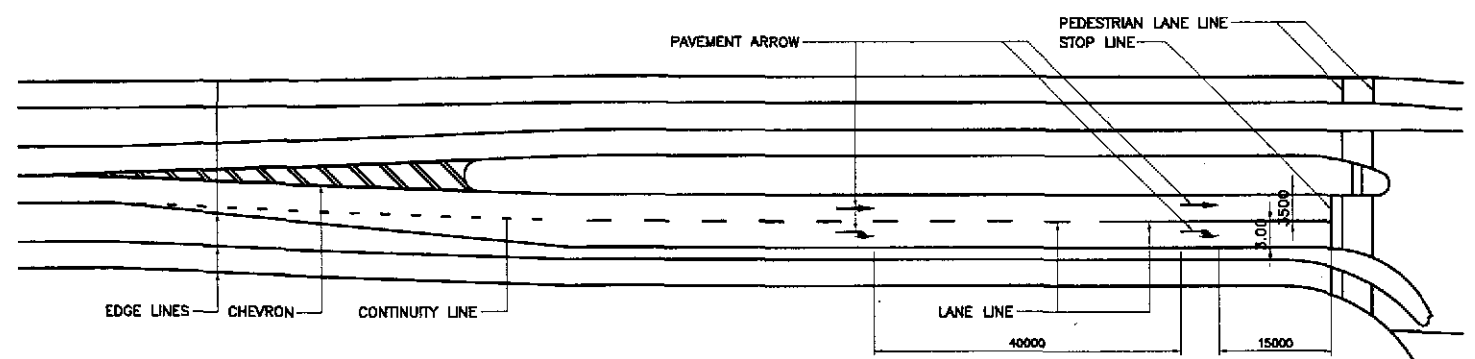 PEDESTRIAN LANE LINE
PAVEMENT ARROW
STOP LINE
3500
3.00
EDGE LINES
CHEVRON
CONTINUITY LINE
LANE LINE
40000
15000